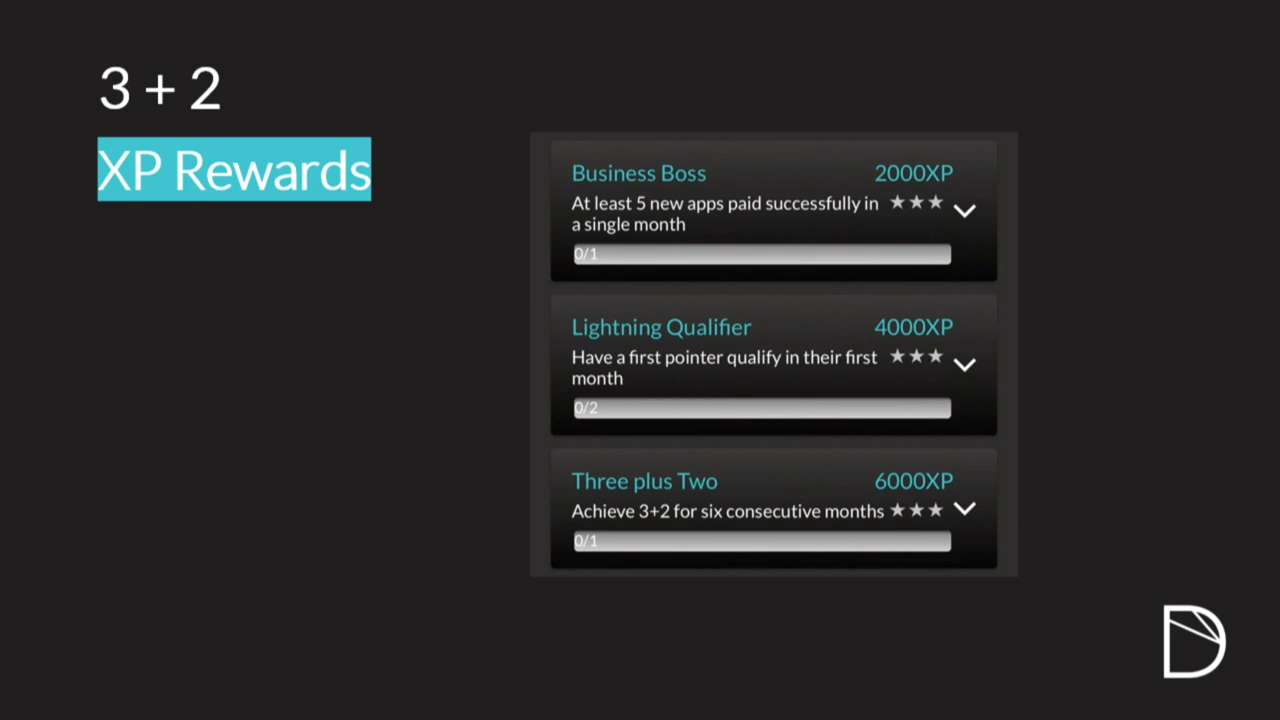 3 + 2
XP Rewards
Business Boss 2000XP
At least 5 new apps paid successfully in
a single month
0/1
Lightning Qualifier 4000XP
Have a first pointer qualify in their first
month
0/2
Three plus Two 6000XP
Achieve 3+2 for six consecutive months
0/1